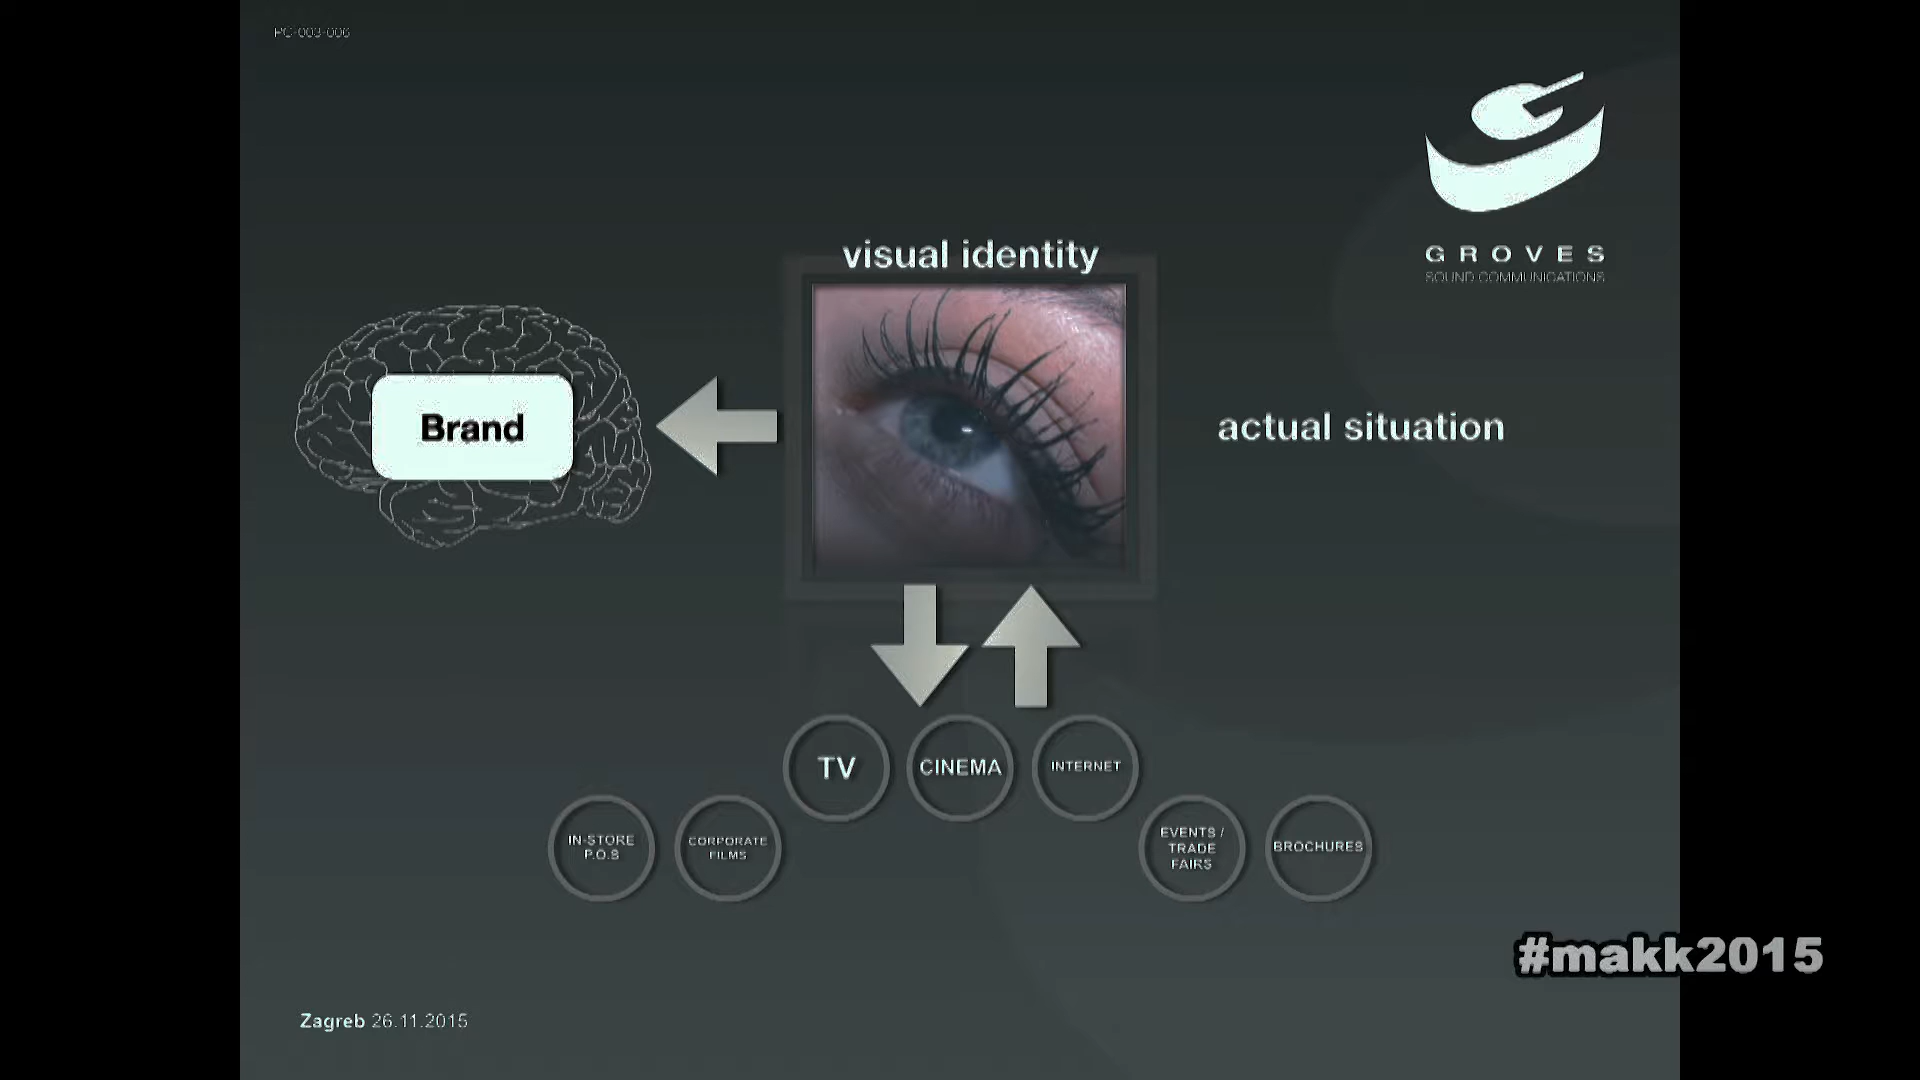 PC-003-006
GROVES
SOUND COMMUNICATIONS
visual identity
Brand
actual situation
TV
CINEMA
INTERNET
IN-STORE
P.O.S
CORPORATE
FILMS
EVENTS /
TRADE
FAIRS
BROCHURES
#makk2015
Zagreb 26.11.2015